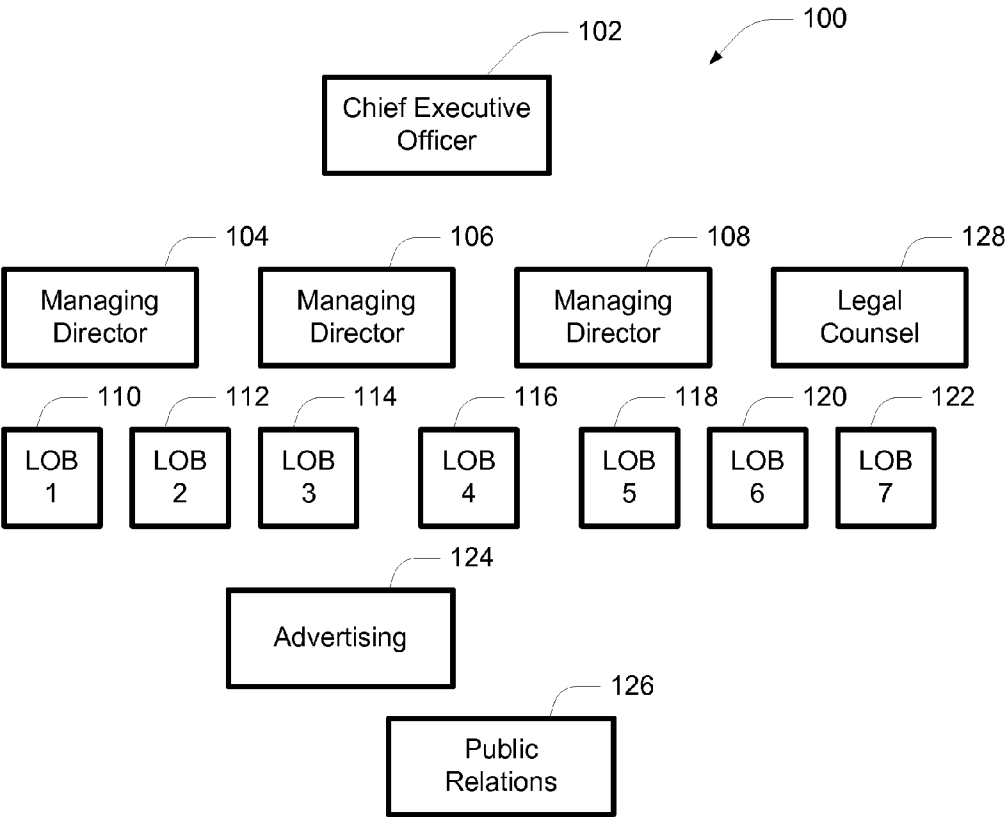 102
100
Chief Executive
Officer
104
106
108
128
Managing
Director
Managing
Director
Managing
Director
Legal
Counsel
110
112
114
116
118
120
122
LOB
1
LOB
2
LOB
3
LOB
4
LOB
5
LOB
6
LOB
7
124
Advertising
126
Public
Relations